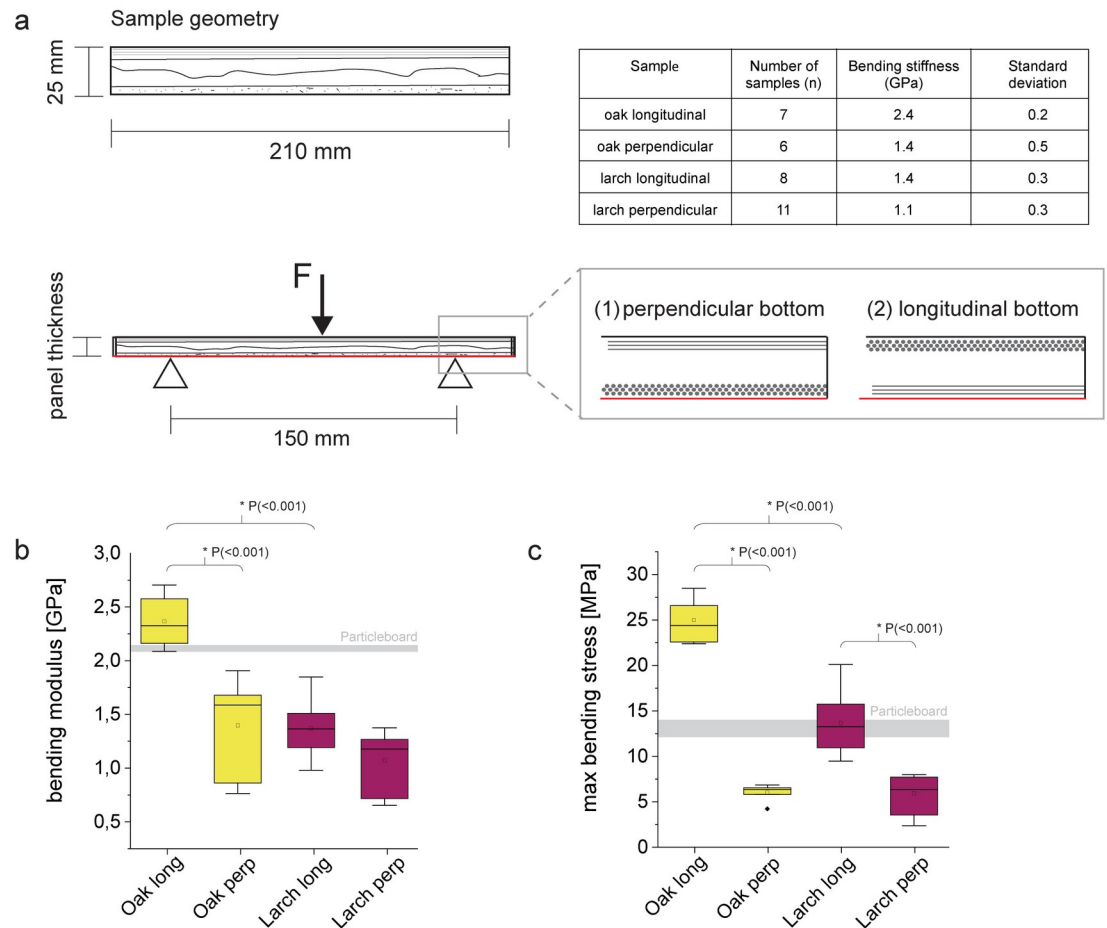 a
Sample geometry
25 mm
210 mm
Sample
Number of samples (n)
Bending stiffness (GPa)
Standard deviation
oak longitudinal 7 2.4 0.2
oak perpendicular 6 1.4 0.5
larch longitudinal 8 1.4 0.3
larch perpendicular 11 1.1 0.3
panel thickness
F
150 mm
(1) perpendicular bottom
(2) longitudinal bottom
b
* P(<0.001)
* P(<0.001)
bending modulus [GPa]
3,0
2,5
2,0
1,5
1,0
0,5
Particleboard
Oak long
Oak perp
Larch long
Larch perp
c
* P(<0.001)
* P(<0.001)
* P(<0.001)
max bending stress [MPa]
30
25
20
15
10
5
0
Particleboard
Oak long
Oak perp
Larch long
Larch perp